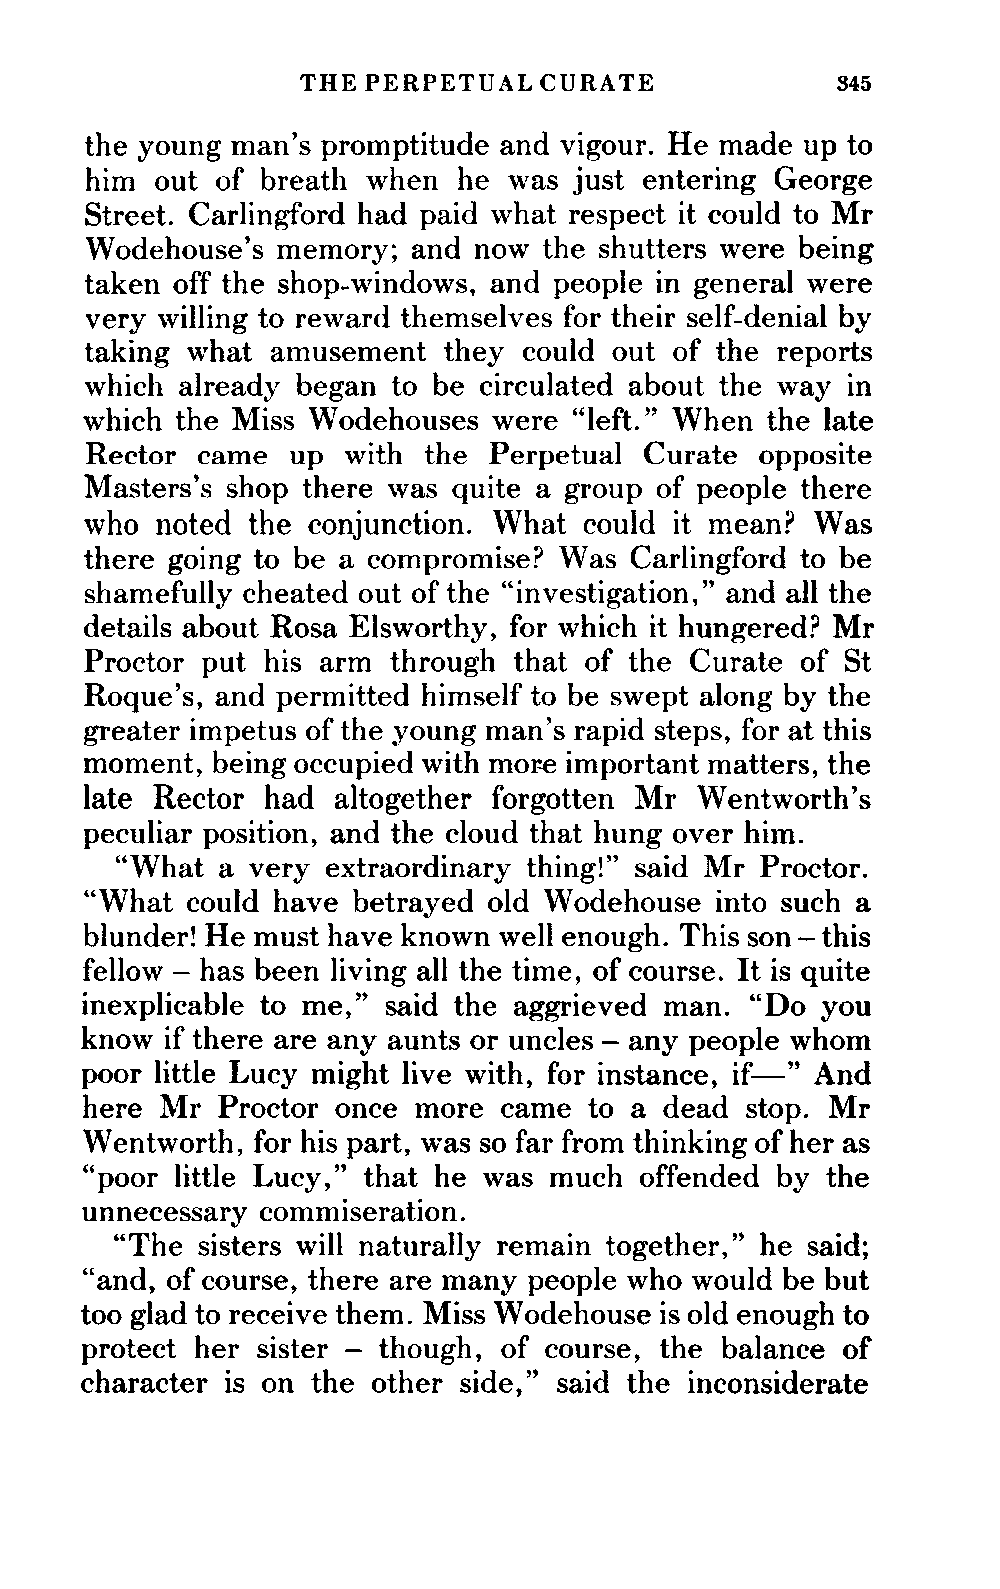 THE PERPETUAL CURATE 345
the young man's promptitude and vigour. He made up to
him out of breath when he was just entering George
Street. Carlingford had paid what respect it could to Mr
Wodehouse's memory; and now the shutters were being
taken off the shop-windows, and people in general were
very willing to reward themselves for their self-denial by
taking what amusement they could out of the reports
which already began to be circulated about the way in
which the Miss Wodehouses were “left.” When the late
Rector came up with the Perpetual Curate opposite
Masters's shop there was quite a group of people there
who noted the conjunction. What could it mean? Was
there going to be a compromise? Was Carlingford to be
shamefully cheated out of the “investigation,” and all the
details about Rosa Elsworthy, for which it hungered? Mr
Proctor put his arm through that of the Curate of St
Roque's, and permitted himself to be swept along by the
greater impetus of the young man's rapid steps, for at this
moment, being occupied with more important matters, the
late Rector had altogether forgotten Mr Wentworth's
peculiar position, and the cloud that hung over him.
“What a very extraordinary thing!” said Mr Proctor.
“What could have betrayed old Wodehouse into such a
blunder! He must have known well enough. This son – this
fellow – has been living all the time, of course. It is quite
inexplicable to me,” said the aggrieved man. “Do you
know if there are any aunts or uncles – any people whom
poor little Lucy might live with, for instance, if—” And
here Mr Proctor once more came to a dead stop. Mr
Wentworth, for his part, was so far from thinking of her as
“poor little Lucy,” that he was much offended by the
unnecessary commiseration.
“The sisters will naturally remain together,” he said;
“and, of course, there are many people who would be but
too glad to receive them. Miss Wodehouse is old enough to
protect her sister – though, of course, the balance of
character is on the other side,” said the inconsiderate